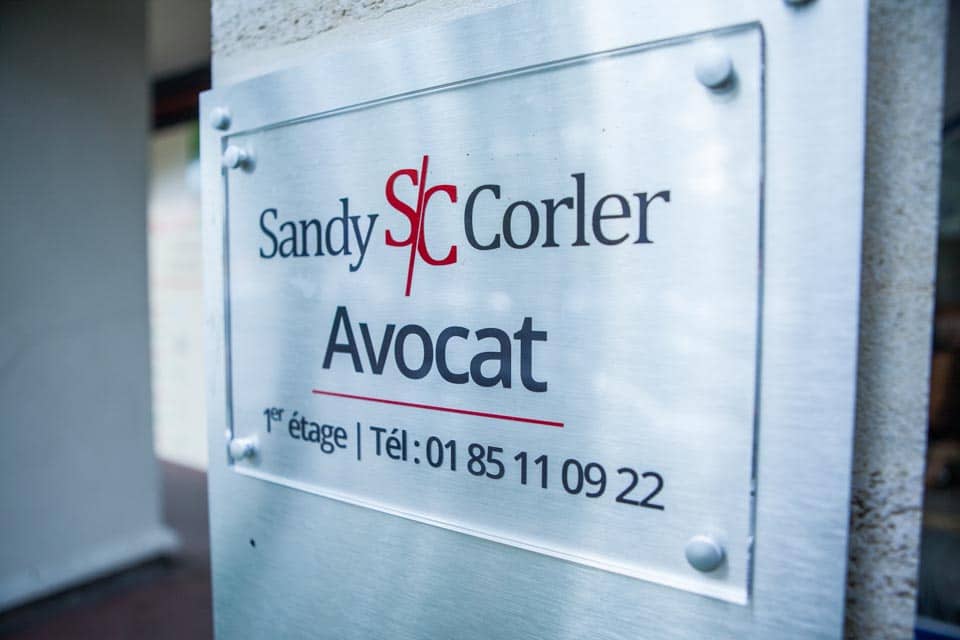 Sandy S/C Corler
Avocat
1er étage | Tél : 01 85 11 09 22